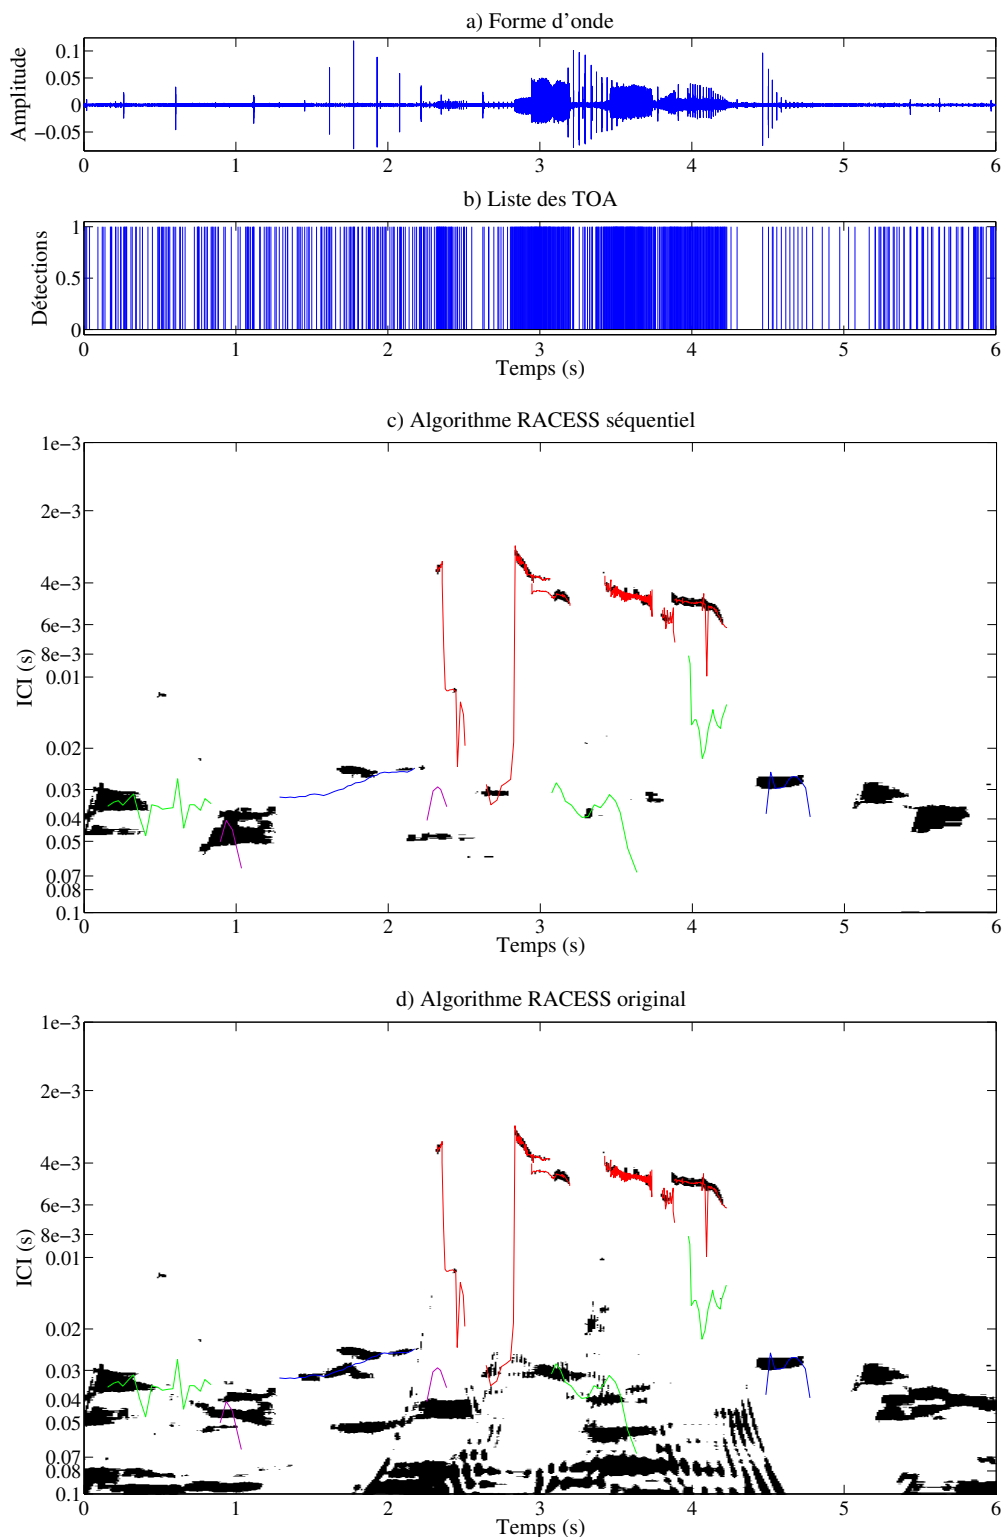 a) Forme d'onde
Amplitude
0.1
0.05
0
−0.05
0 1 2 3 4 5 6
b) Liste des TOA
Détections
1
0.5
0
0 1 2 3 4 5 6
Temps (s)
c) Algorithme RACESS séquentiel
ICI (s)
1e−3
2e−3
4e−3
6e−3
8e−3
0.01
0.02
0.03
0.04
0.05
0.07
0.08
0.1
0 1 2 3 4 5 6
Temps (s)
d) Algorithme RACESS original
ICI (s)
1e−3
2e−3
4e−3
6e−3
8e−3
0.01
0.02
0.03
0.04
0.05
0.07
0.08
0.1
0 1 2 3 4 5 6
Temps (s)